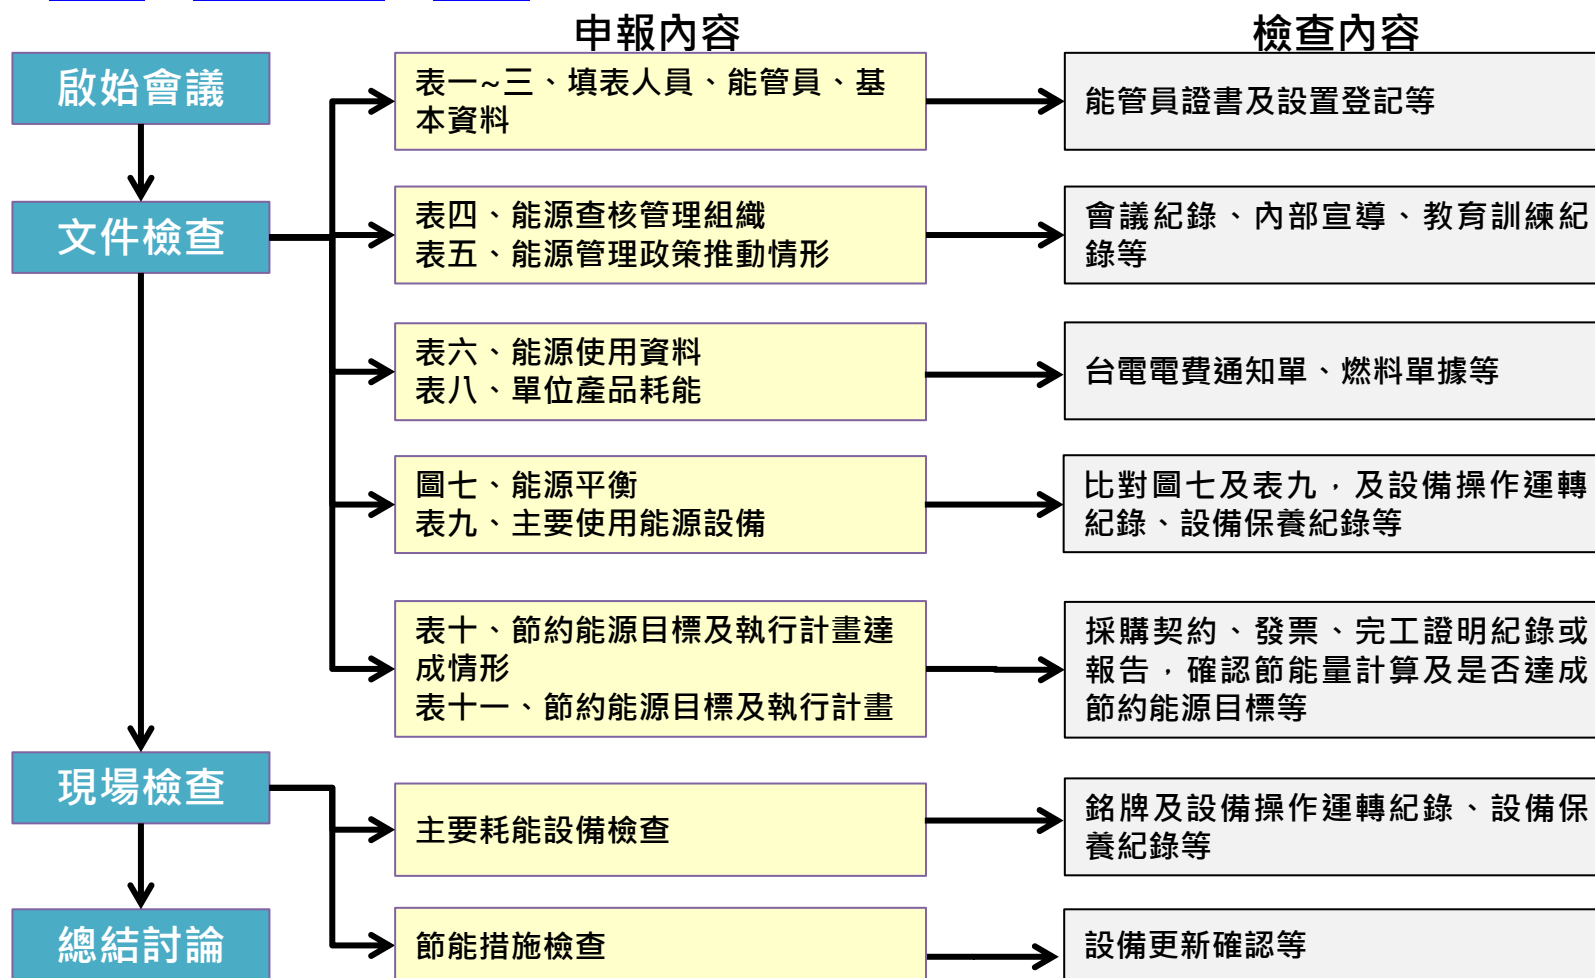 申報內容
檢查內容
啟始會議
表一~三、填表人員、能管員、基
本資料
能管員證書及設置登記等
文件檢查
表四、能源查核管理組織
表五、能源管理政策推動情形
會議紀錄、內部宣導、教育訓練紀
錄等
表六、能源使用資料
表八、單位產品耗能
台電電費通知單、燃料單據等
圖七、能源平衡
表九、主要使用能源設備
比對圖七及表九，及設備操作運轉
紀錄、設備保養紀錄等
表十、節約能源目標及執行計畫達
成情形
表十一、節約能源目標及執行計畫
採購契約、發票、完工證明紀錄或
報告，確認節能量計算及是否達成
節約能源目標等
現場檢查
主要耗能設備檢查
銘牌及設備操作運轉紀錄、設備保
養紀錄等
總結討論
節能措施檢查
設備更新確認等